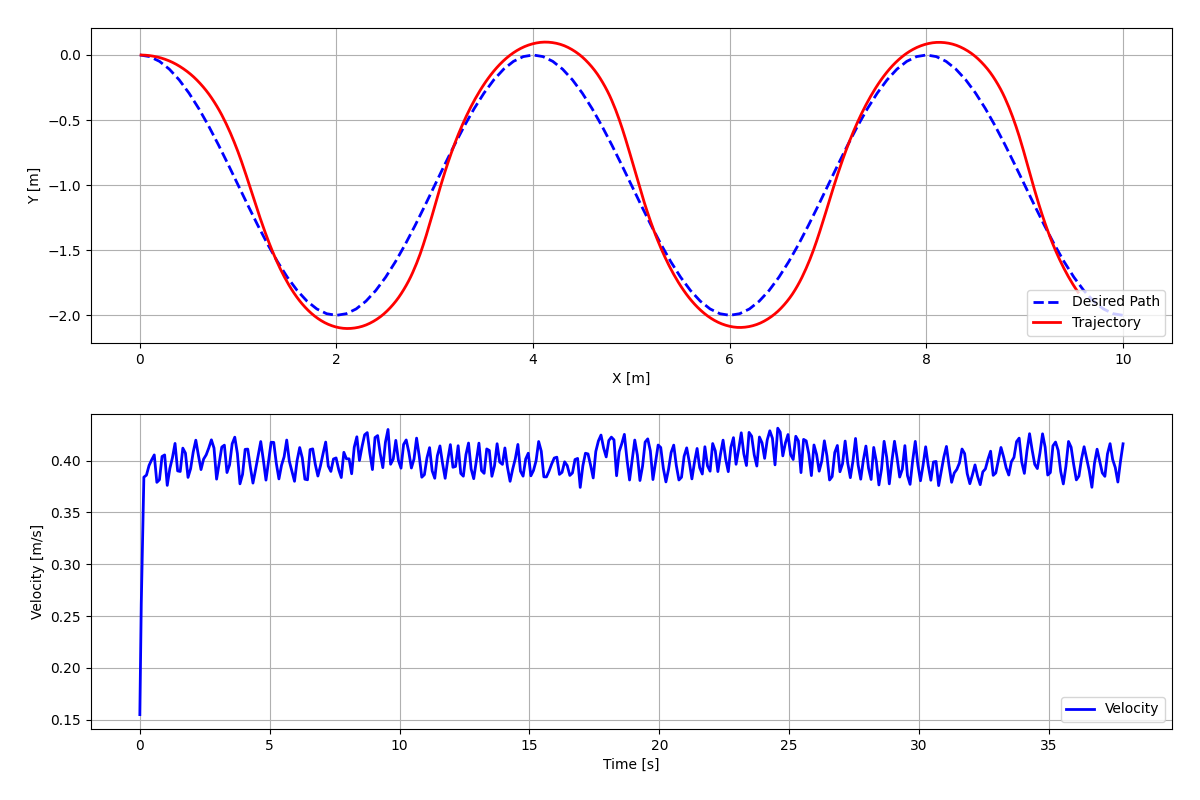 0.0
−0.5
−1.0
−1.5
−2.0
Y [m]
Desired Path
Trajectory
0 2 4 6 8 10
X [m]
0.40
0.35
0.30
0.25
0.20
0.15
Velocity [m/s]
Velocity
0 5 10 15 20 25 30 35
Time [s]